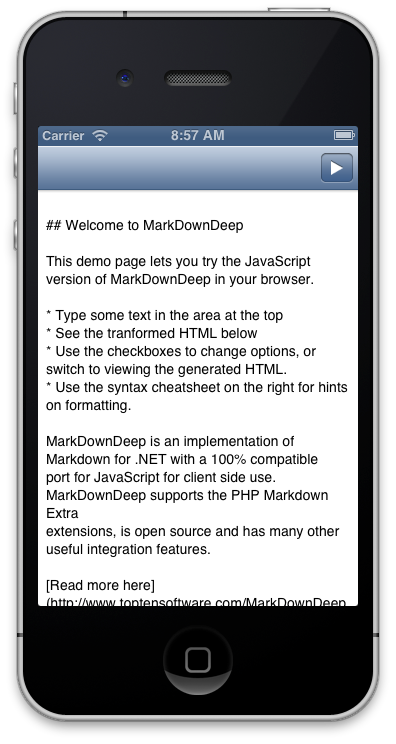 Carrier 8:57 AM
## Welcome to MarkDownDeep
This demo page lets you try the JavaScript
version of MarkDownDeep in your browser.
* Type some text in the area at the top
* See the tranformed HTML below
* Use the checkboxes to change options, or
switch to viewing the generated HTML.
* Use the syntax cheatsheet on the right for hints
on formatting.
MarkDownDeep is an implementation of
Markdown for .NET with a 100% compatible
port for JavaScript for client side use.
MarkDownDeep supports the PHP Markdown
Extra
extensions, is open source and has many other
useful integration features.
[Read more here]
(http://www.toptensoftware.com/MarkDownDeep